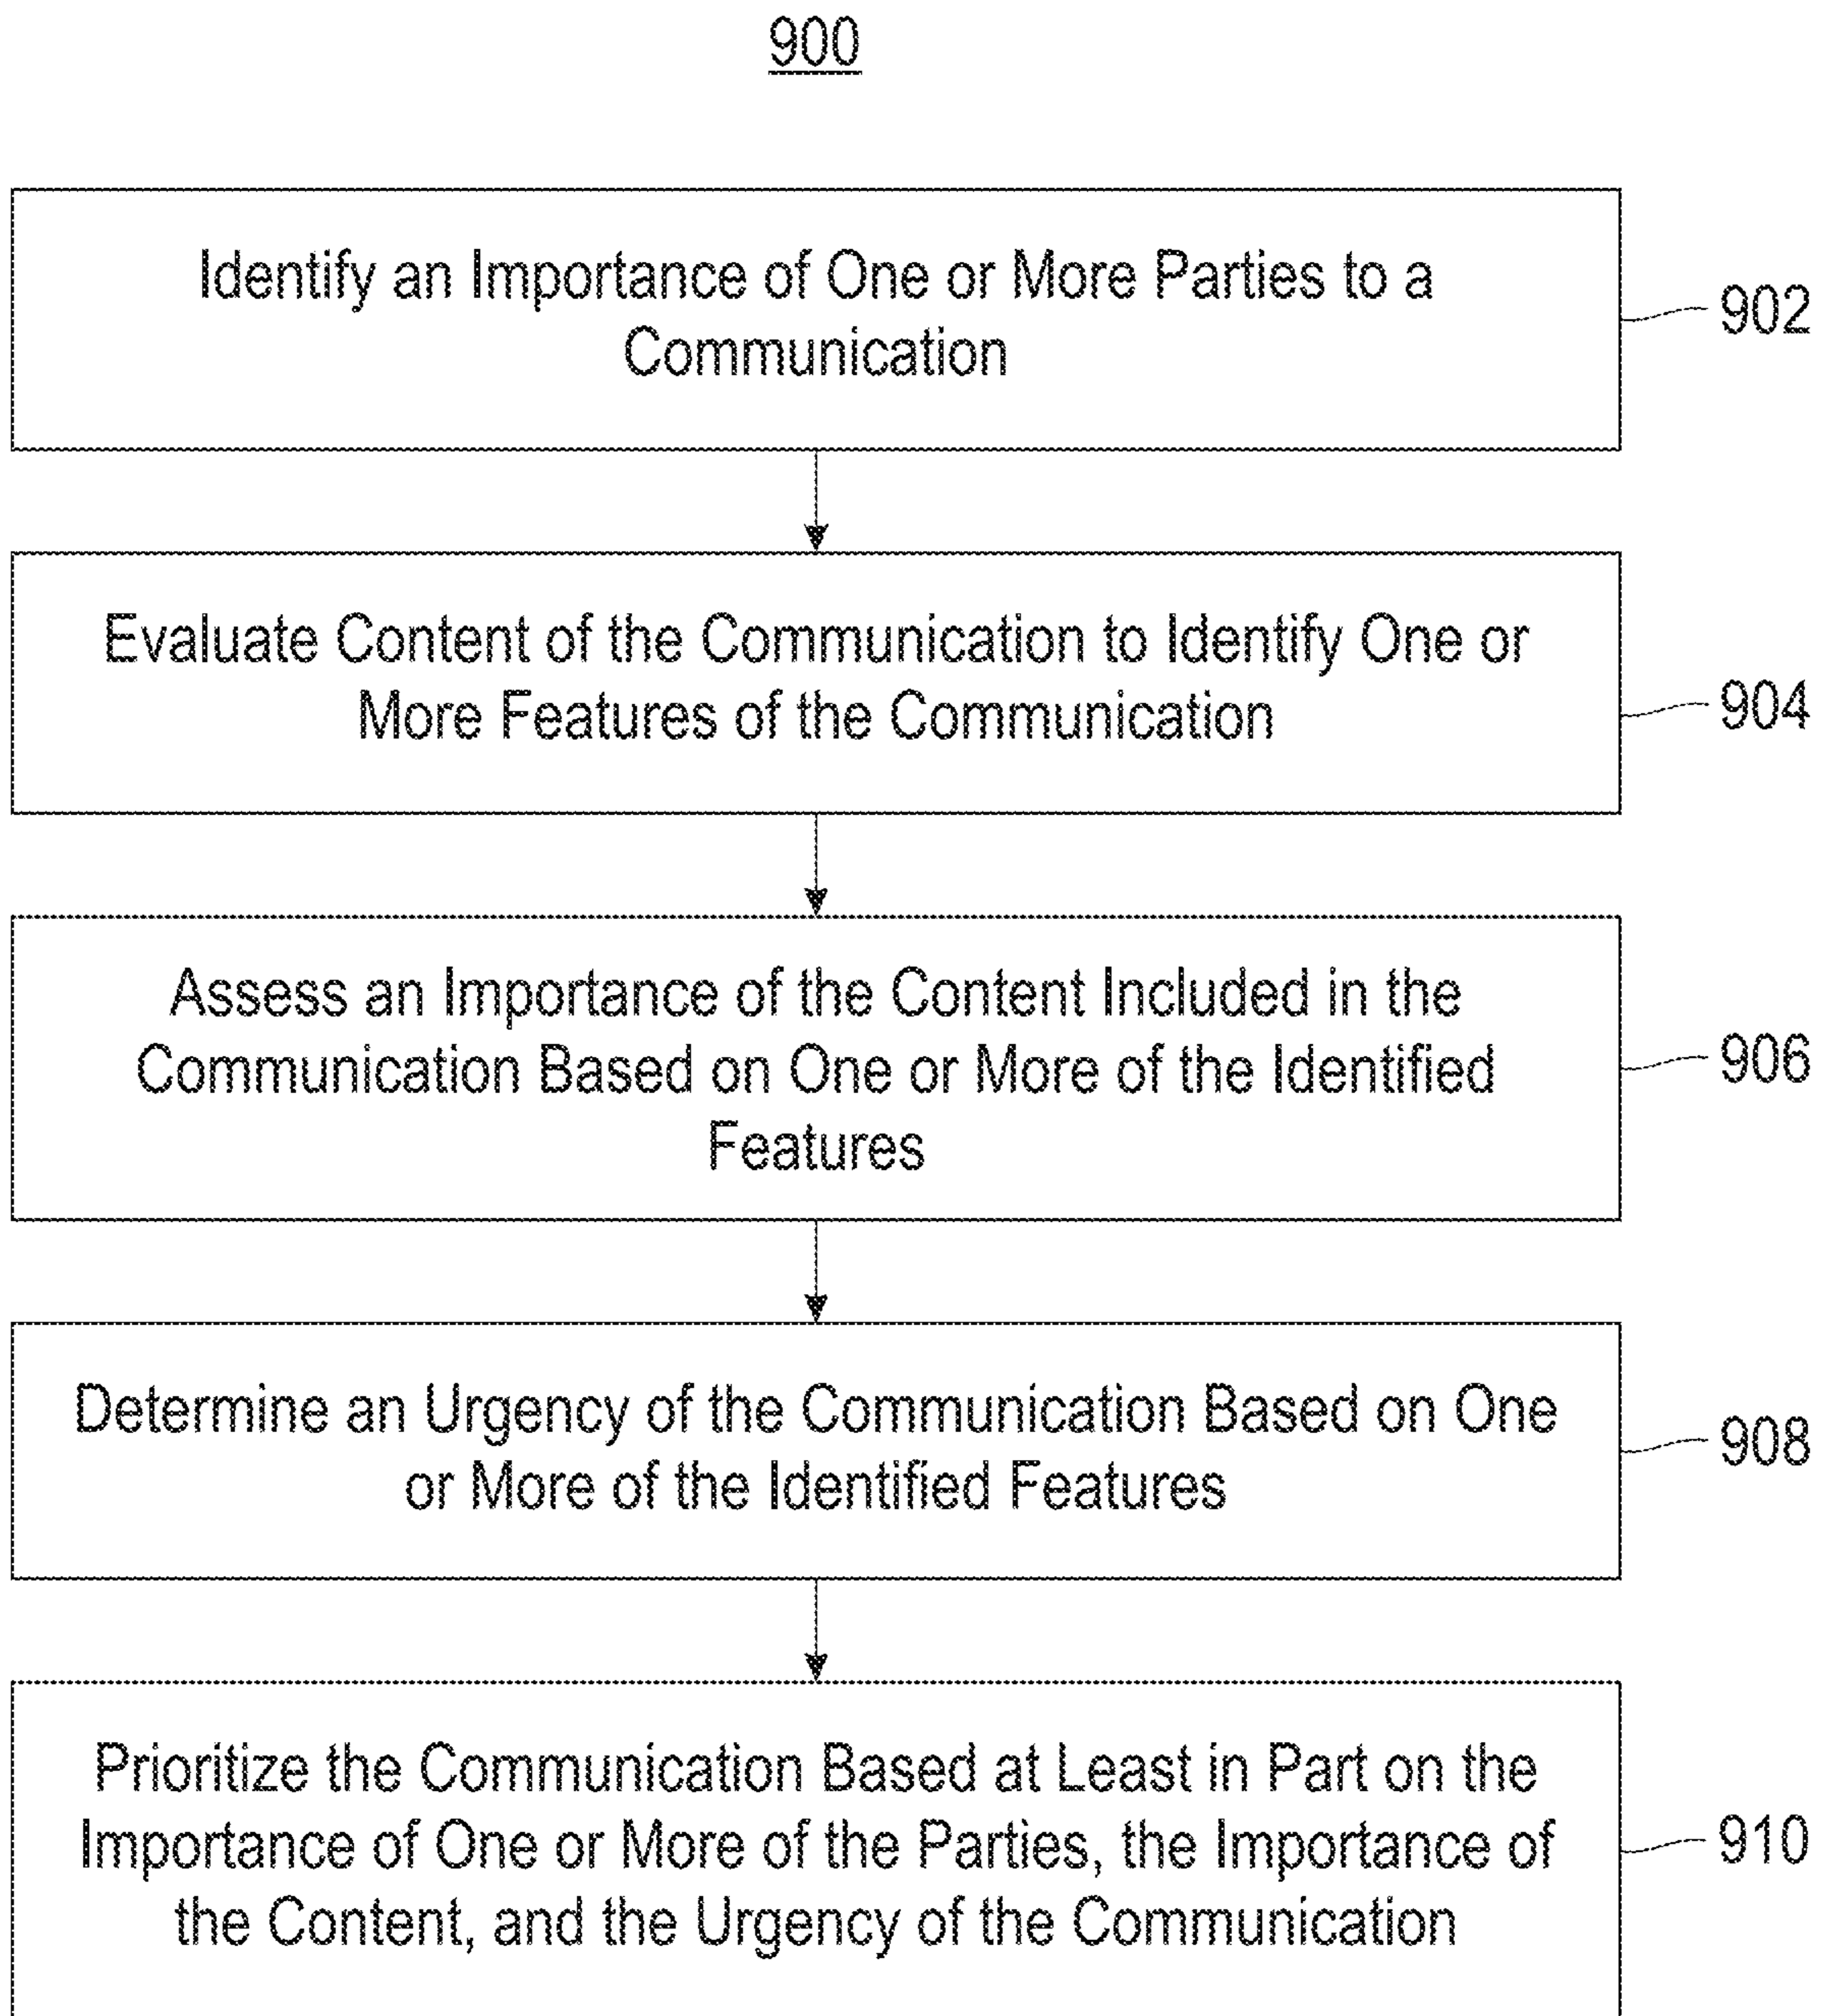 900
Identify an Importance of One or More Parties to a
Communication
902
Evaluate Content of the Communication to Identify One or
More Features of the Communication
904
Assess an Importance of the Content Included in the
Communication Based on One or More of the Identified
Features
906
Determine an Urgency of the Communication Based on One
or More of the Identified Features
908
Prioritize the Communication Based at Least in Part on the
Importance of One or More of the Parties, the Importance of
the Content, and the Urgency of the Communication
910